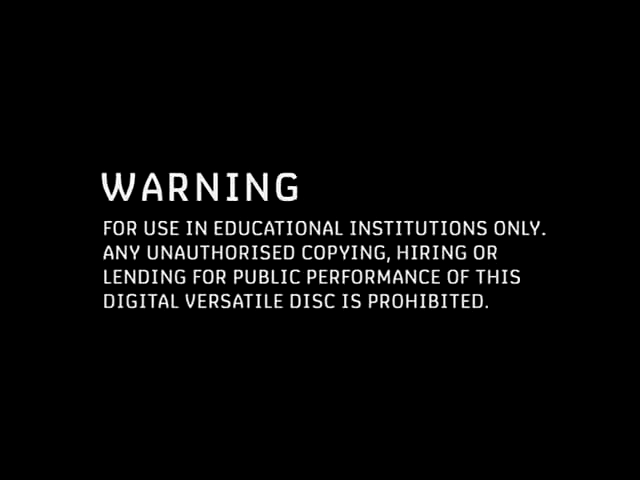 WARNING
FOR USE IN EDUCATIONAL INSTITUTIONS ONLY.
ANY UNAUTHORISED COPYING, HIRING OR
LENDING FOR PUBLIC PERFORMANCE OF THIS
DIGITAL VERSATILE DISC IS PROHIBITED.